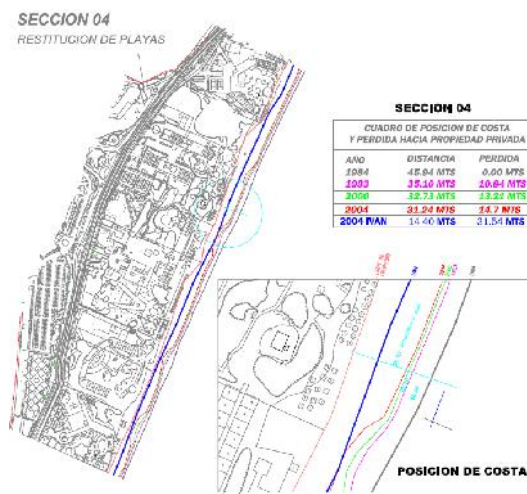 SECCION 04
RESTITUCION DE PLAYAS
SECCION 04
CUADRO DE POSICION DE COSTA
Y PERDIDA HACIA PROPIEDAD PRIVADA
AÑO DISTANCIA PERDIDA
1984 45.94 MTS 0.00 MTS
1993 35.10 MTS 10.84 MTS
2000 32.73 MTS 13.21 MTS
2004 31.24 MTS 14.7 MTS
2004 IVAN 14.40 MTS 31.54 MTS
POSICION DE COSTA